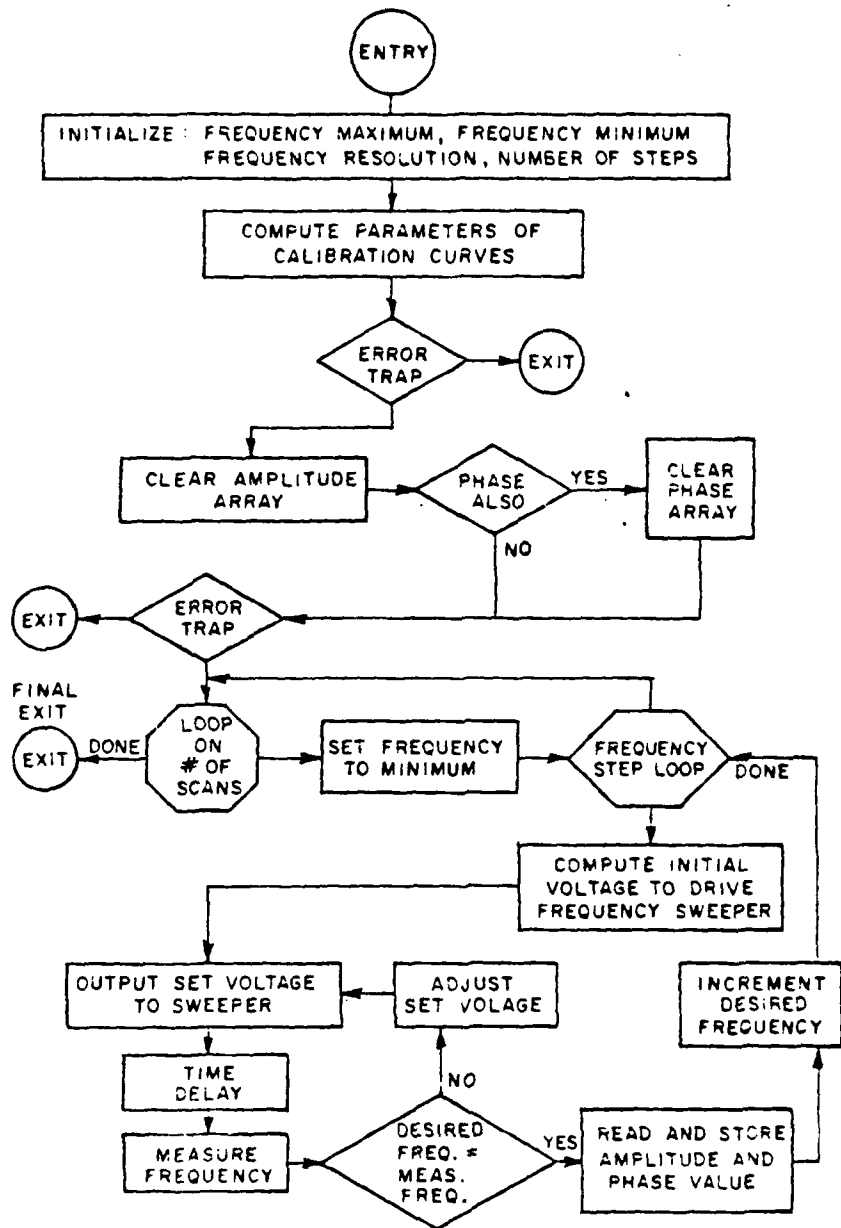 ENTRY
INITIALIZE : FREQUENCY MAXIMUM, FREQUENCY MINIMUM
FREQUENCY RESOLUTION, NUMBER OF STEPS
COMPUTE PARAMETERS OF
CALIBRATION CURVES
ERROR
TRAP
EXIT
CLEAR AMPLITUDE
ARRAY
PHASE
ALSO
YES
CLEAR
PHASE
ARRAY
NO
ERROR
TRAP
EXIT
FINAL
EXIT
EXIT
DONE
LOOP
ON
# OF
SCANS
SET FREQUENCY
TO MINIMUM
FREQUENCY
STEP LOOP
DONE
COMPUTE INITIAL
VOLTAGE TO DRIVE
FREQUENCY SWEEPER
OUTPUT SET VOLTAGE
TO SWEEPER
ADJUST
SET VOLAGE
INCREMENT
DESIRED
FREQUENCY
TIME
DELAY
NO
MEASURE
FREQUENCY
DESIRED
FREQ. =
MEAS.
FREQ.
YES
READ AND STORE
AMPLITUDE AND
PHASE VALUE